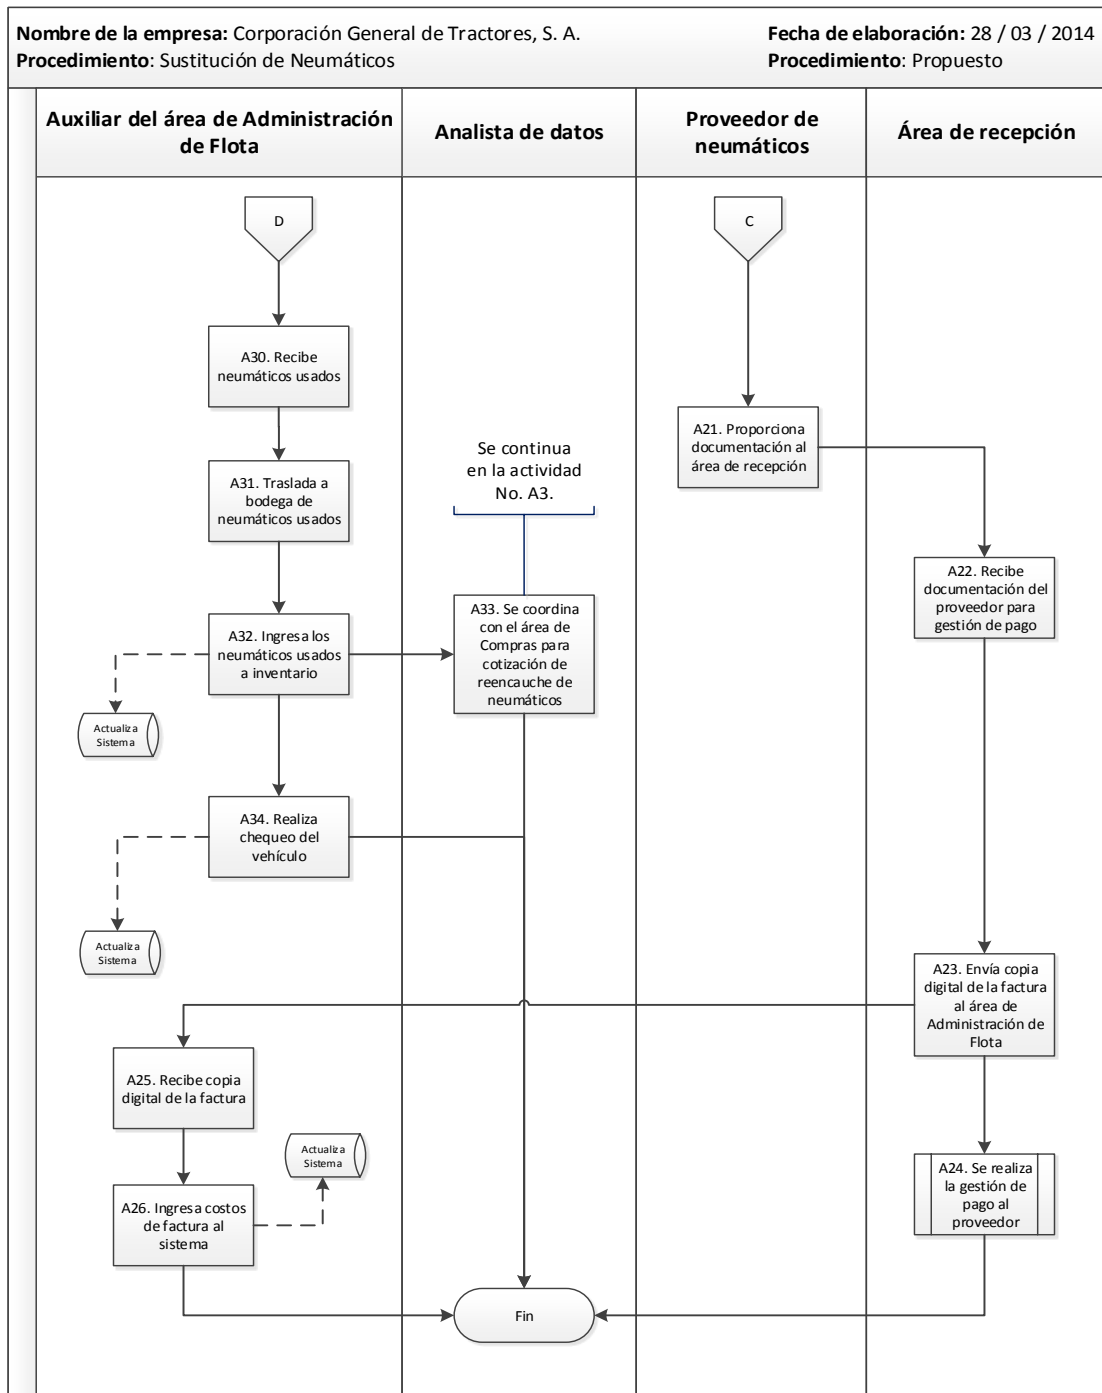 Nombre de la empresa: Corporación General de Tractores, S. A.
Fecha de elaboración: 28 / 03 / 2014
Procedimiento: Sustitución de Neumáticos
Procedimiento: Propuesto
Auxiliar del área de Administración
de Flota
Analista de datos
Proveedor de
neumáticos
Área de recepción
D
C
A30. Recibe
neumáticos usados
A21. Proporciona
documentación al
área de recepción
Se continua
en la actividad
No. A3.
A31. Traslada a
bodega de
neumáticos usados
A22. Recibe
documentación del
proveedor para
gestión de pago
A32. Ingresa los
neumáticos usados
a inventario
A33. Se coordina
con el área de
Compras para
cotización de
reencauche de
neumáticos
Actualiza
Sistema
A34. Realiza
chequeo del
vehículo
Actualiza
Sistema
A23. Envía copia
digital de la factura
al área de
Administración de
Flota
A25. Recibe copia
digital de la factura
Actualiza
Sistema
A24. Se realiza
la gestión de
pago al
proveedor
A26. Ingresa costos
de factura al
sistema
Fin